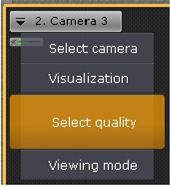 2. Camera 3
Select camera
Visualization
Select quality
Viewing mode